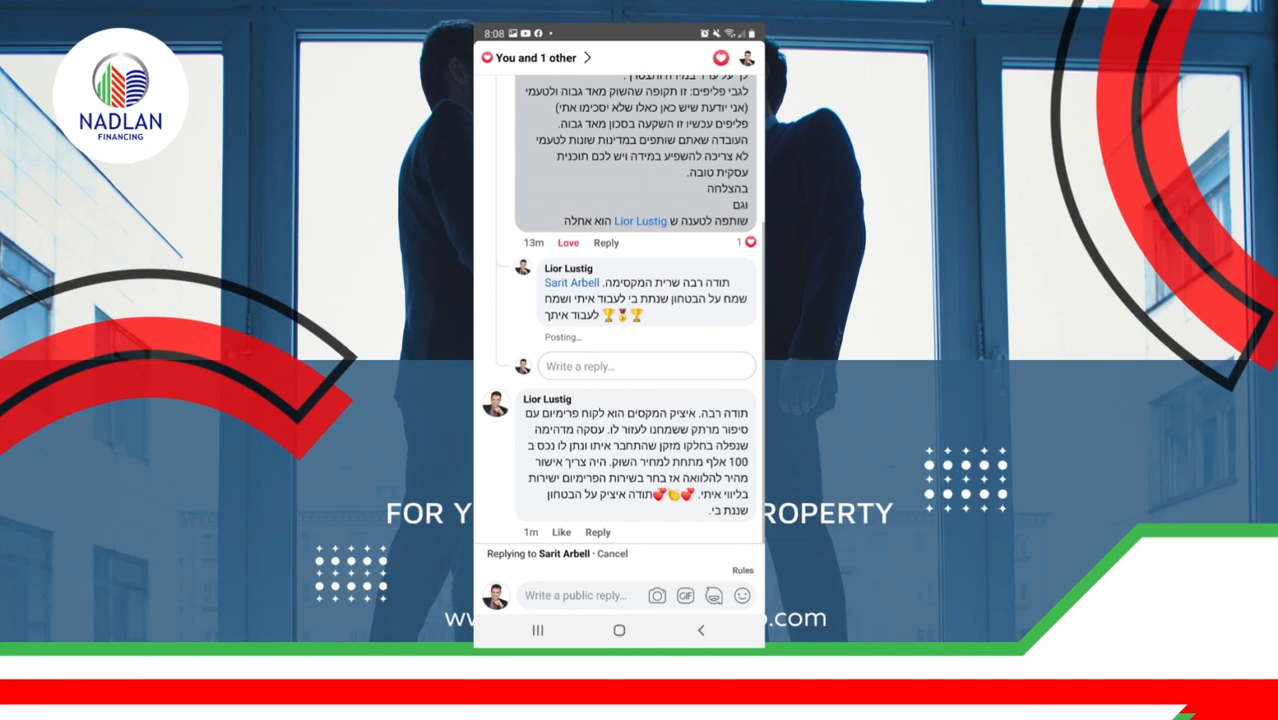 NADLAN
FINANCING
8:08
You and 1 other
לגבי פליפים: זו תקופה שהשוק מאד גבוה ולטעמי
(אני יודעת שיש כאן כאלו שלא יסכימו אתי)
פליפים עכשיו זו השקעה בסכון מאד גבוה.
העובדה שאתם שותפים במדינות שונות לטעמי
לא צריכה להשפיע במידה ויש לכם תוכנית
עסקית טובה.
בהצלחה
וגם
שותפה לטענה ש Lior Lustig הוא אחלה
13m Love Reply 1
Lior Lustig
Sarit Arbell תודה רבה שרית המקסימה.
שמח על הבטחון שנתת בי לעבוד איתי ושמח
לעבוד איתך 🏆🏅🏆
Posting...
Write a reply...
Lior Lustig
תודה רבה. איציק המקסים הוא לקוח פרימיום עם
סיפור מרתק ששמחנו לעזור לו. עסקה מדהימה
שנפלה בחלקו מזקן שהתחבר איתו ונתן לו נכס ב
100 אלף מתחת למחיר השוק. היה צריך אישור
מהיר להלוואה אז בחר בשירות הפרימיום ישירות
בליווי איתי. 💞👏💞תודה איציק על הבטחון
שננת בי.
1m Like Reply
Replying to Sarit Arbell · Cancel
Rules
Write a public reply...
GIF
FOR Y
ROPERTY
.com